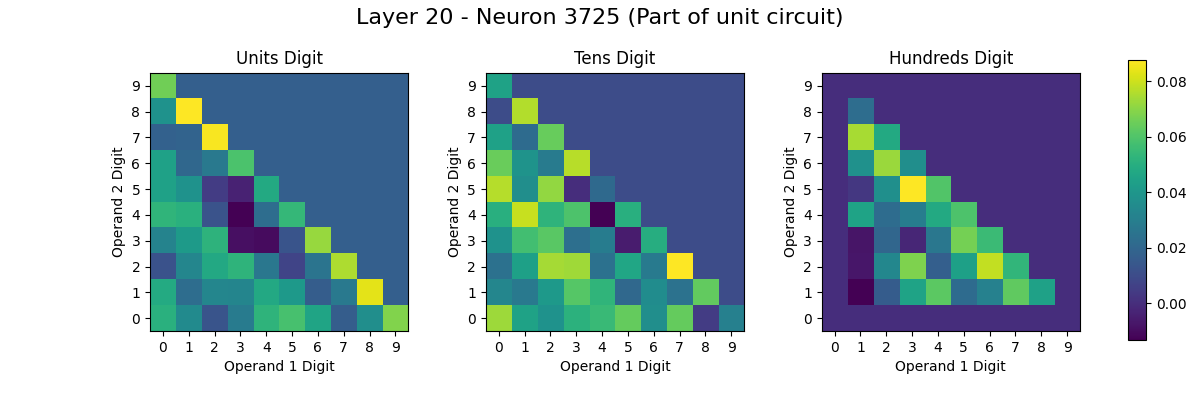 Layer 20 - Neuron 3725 (Part of unit circuit)
Units Digit
Tens Digit
Hundreds Digit
Operand 2 Digit
9
8
7
6
5
4
3
2
1
0
0 1 2 3 4 5 6 7 8 9
Operand 1 Digit
Operand 2 Digit
9
8
7
6
5
4
3
2
1
0
0 1 2 3 4 5 6 7 8 9
Operand 1 Digit
Operand 2 Digit
9
8
7
6
5
4
3
2
1
0
0 1 2 3 4 5 6 7 8 9
Operand 1 Digit
0.08
0.06
0.04
0.02
0.00